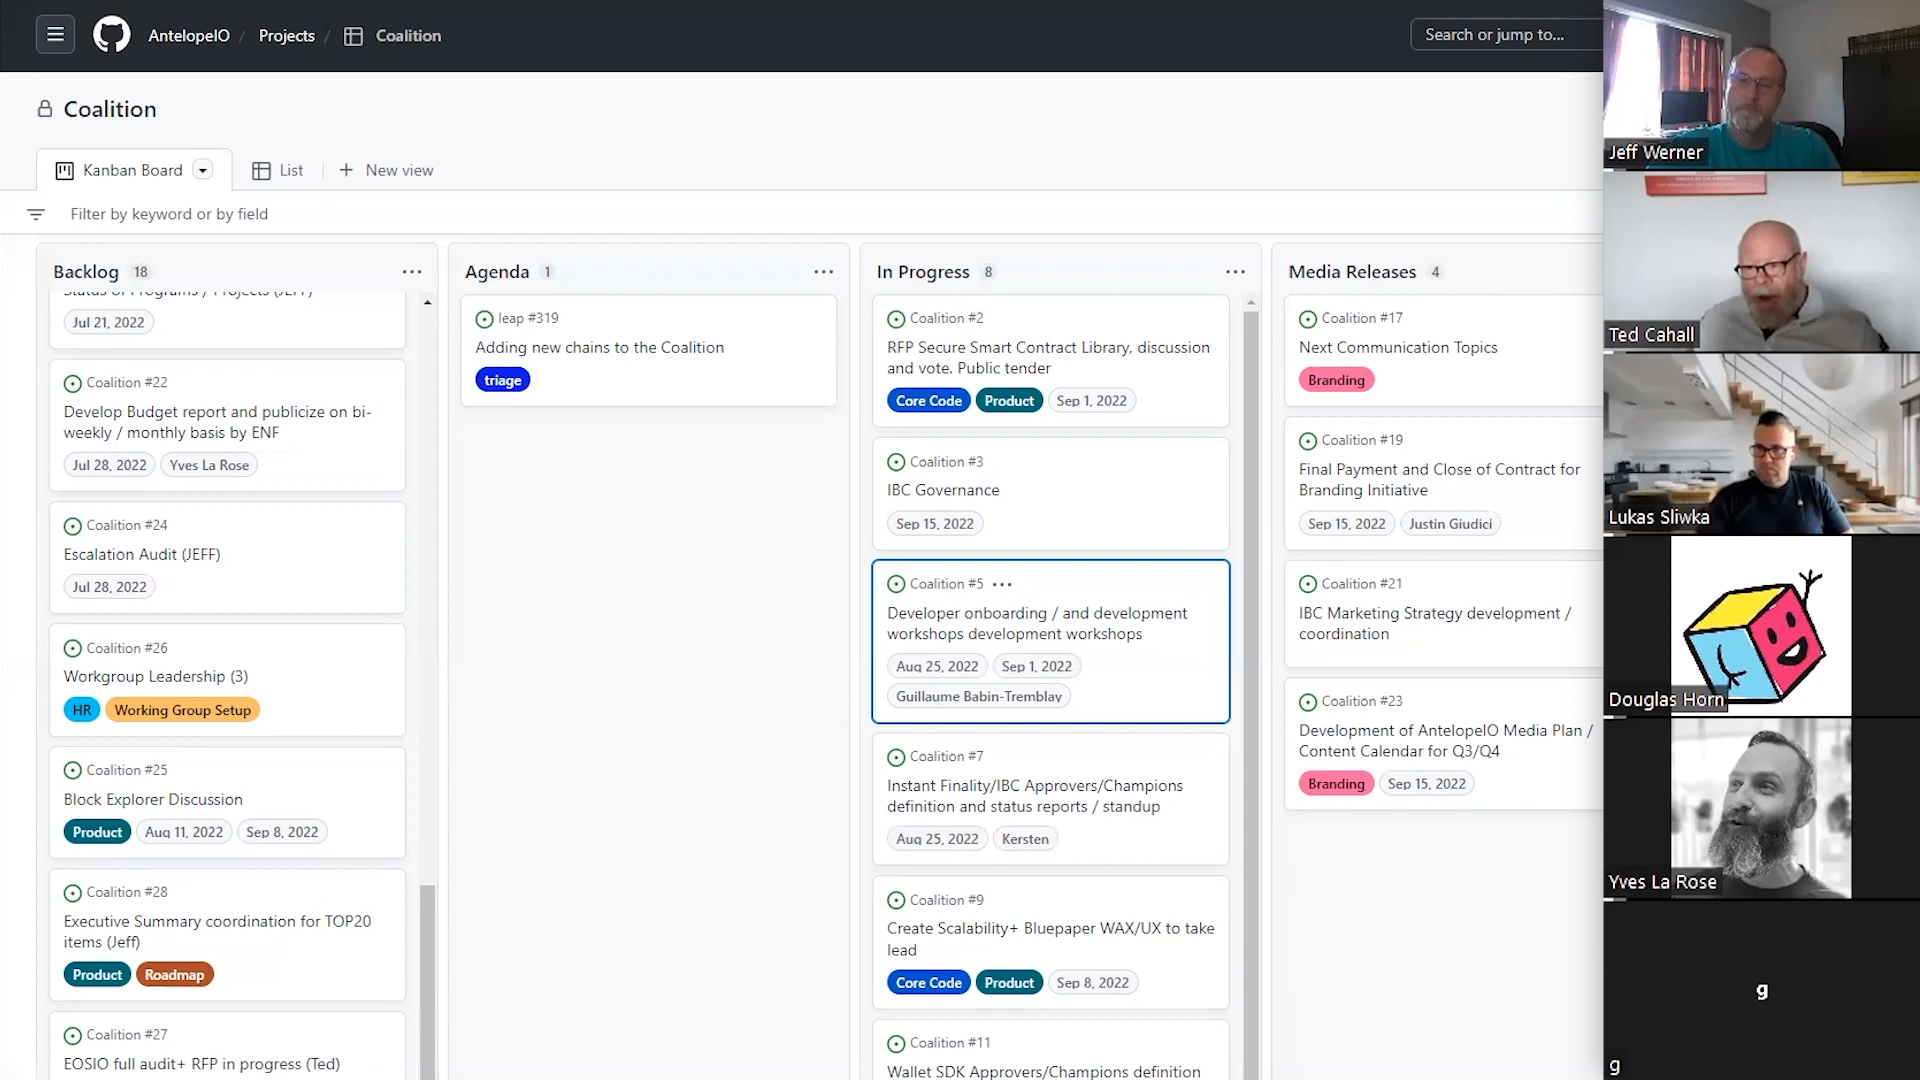 AntelopeIO / Projects / Coalition
Search or jump to...
Coalition
Kanban Board
List
New view
Filter by keyword or by field
Backlog 18
Status of Programs / Projects (JEFF)
Jul 21, 2022
Coalition #22
Develop Budget report and publicize on bi-
weekly / monthly basis by ENF
Jul 28, 2022 Yves La Rose
Coalition #24
Escalation Audit (JEFF)
Jul 28, 2022
Coalition #26
Workgroup Leadership (3)
HR Working Group Setup
Coalition #25
Block Explorer Discussion
Product Aug 11, 2022 Sep 8, 2022
Coalition #28
Executive Summary coordination for TOP20
items (Jeff)
Product Roadmap
Coalition #27
EOSIO full audit+ RFP in progress (Ted)
Agenda 1
leap #319
Adding new chains to the Coalition
triage
In Progress 8
Coalition #2
RFP Secure Smart Contract Library, discussion
and vote. Public tender
Core Code Product Sep 1, 2022
Coalition #3
IBC Governance
Sep 15, 2022
Coalition #5
Developer onboarding / and development
workshops development workshops
Aug 25, 2022 Sep 1, 2022
Guillaume Babin-Tremblay
Coalition #7
Instant Finality/IBC Approvers/Champions
definition and status reports / standup
Aug 25, 2022 Kersten
Coalition #9
Create Scalability+ Bluepaper WAX/UX to take
lead
Core Code Product Sep 8, 2022
Coalition #11
Wallet SDK Approvers/Champions definition
Media Releases 4
Coalition #17
Next Communication Topics
Branding
Coalition #19
Final Payment and Close of Contract for
Branding Initiative
Sep 15, 2022 Justin Giudici
Coalition #21
IBC Marketing Strategy development /
coordination
Coalition #23
Development of AntelopeIO Media Plan /
Content Calendar for Q3/Q4
Branding Sep 15, 2022
Jeff Werner
Ted Cahall
Lukas Sliwka
Douglas Horn
Yves La Rose
g
g